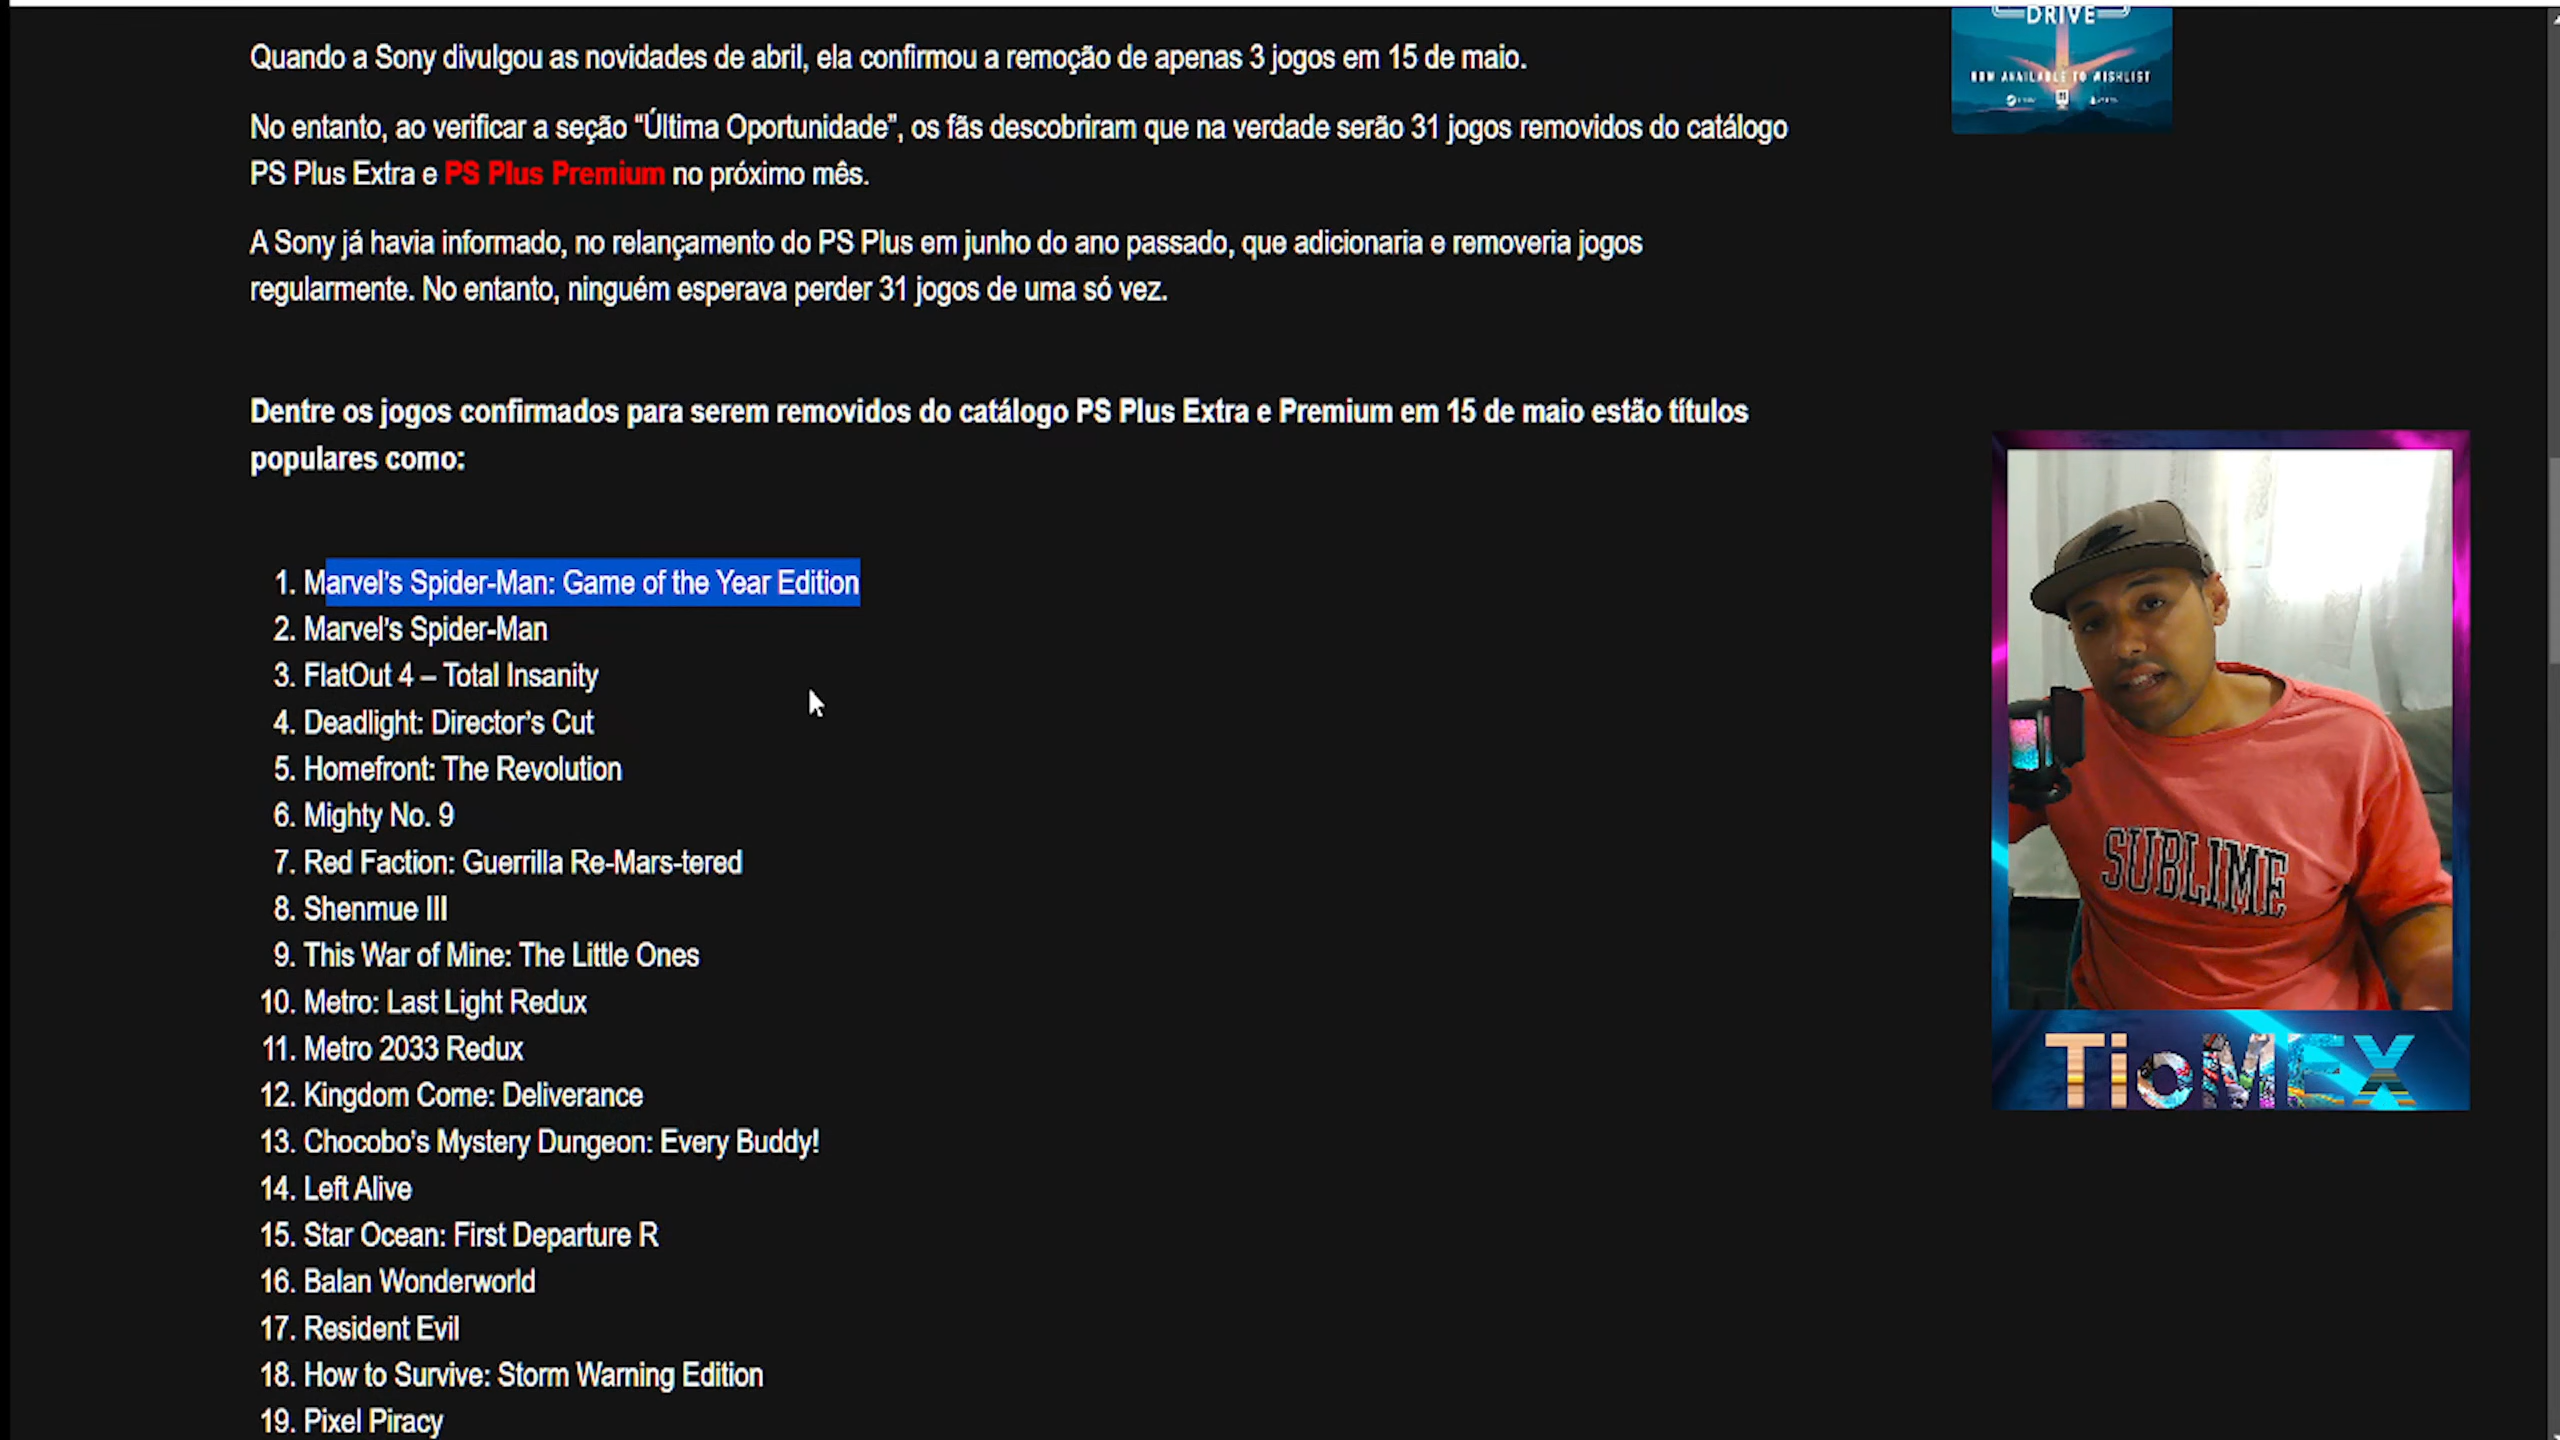 DRIVE
NOW AVAILABLE TO WISHLIST
Quando a Sony divulgou as novidades de abril, ela confirmou a remoção de apenas 3 jogos em 15 de maio.
No entanto, ao verificar a seção “Última Oportunidade”, os fãs descobriram que na verdade serão 31 jogos removidos do catálogo
PS Plus Extra e PS Plus Premium no próximo mês.
A Sony já havia informado, no relançamento do PS Plus em junho do ano passado, que adicionaria e removeria jogos
regularmente. No entanto, ninguém esperava perder 31 jogos de uma só vez.
Dentre os jogos confirmados para serem removidos do catálogo PS Plus Extra e Premium em 15 de maio estão títulos
populares como:
1. Marvel’s Spider-Man: Game of the Year Edition
2. Marvel’s Spider-Man
3. FlatOut 4 – Total Insanity
4. Deadlight: Director’s Cut
5. Homefront: The Revolution
6. Mighty No. 9
7. Red Faction: Guerrilla Re-Mars-tered
8. Shenmue III
9. This War of Mine: The Little Ones
10. Metro: Last Light Redux
11. Metro 2033 Redux
12. Kingdom Come: Deliverance
13. Chocobo’s Mystery Dungeon: Every Buddy!
14. Left Alive
15. Star Ocean: First Departure R
16. Balan Wonderworld
17. Resident Evil
18. How to Survive: Storm Warning Edition
19. Pixel Piracy
SUBLIME
TioMEX